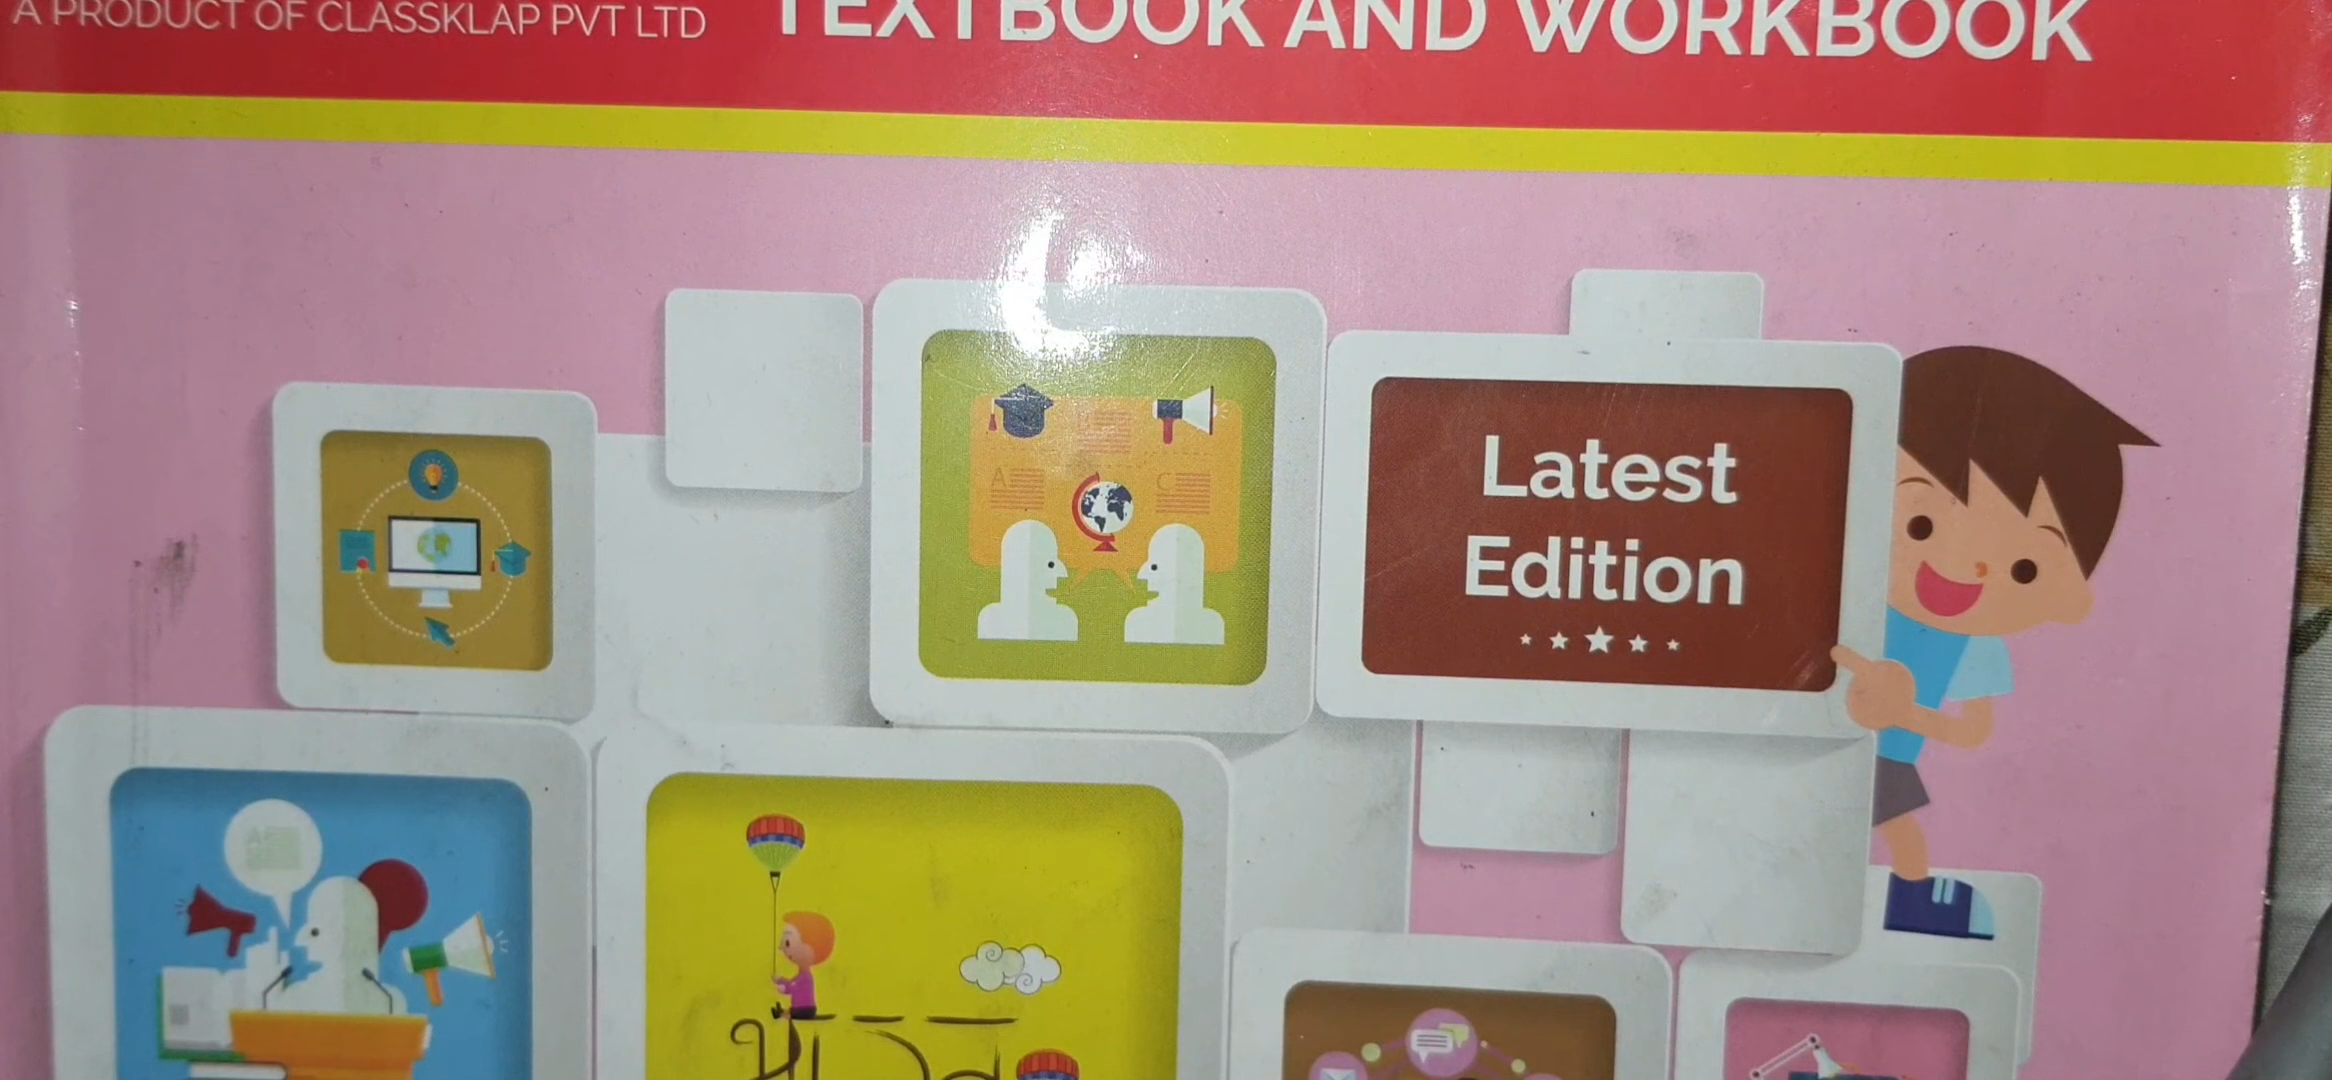 A PRODUCT OF CLASSKLAP PVT LTD
TEXTBOOK AND WORKBOOK
Latest
Edition
A
C